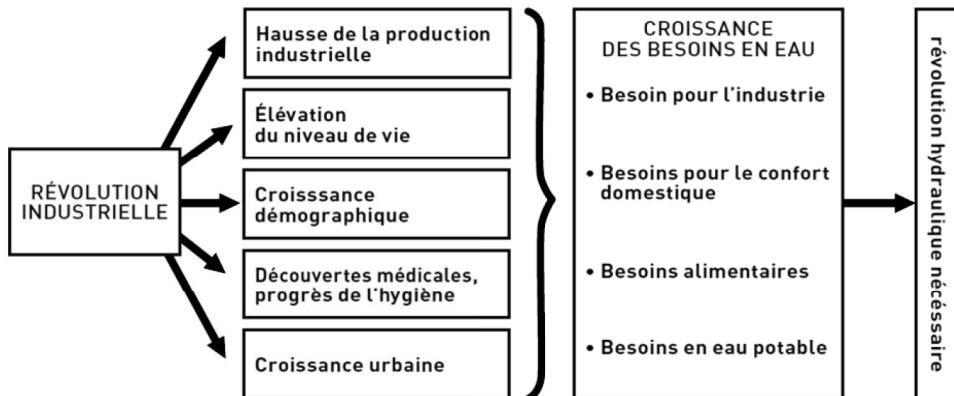 RÉVOLUTION
INDUSTRIELLE
Hausse de la production
industrielle
Élévation
du niveau de vie
Croisssance
démographique
Découvertes médicales,
progrès de l'hygiène
Croissance urbaine
CROISSANCE
DES BESOINS EN EAU
• Besoin pour l'industrie
• Besoins pour le confort
domestique
• Besoins alimentaires
• Besoins en eau potable
révolution hydraulique nécéssaire